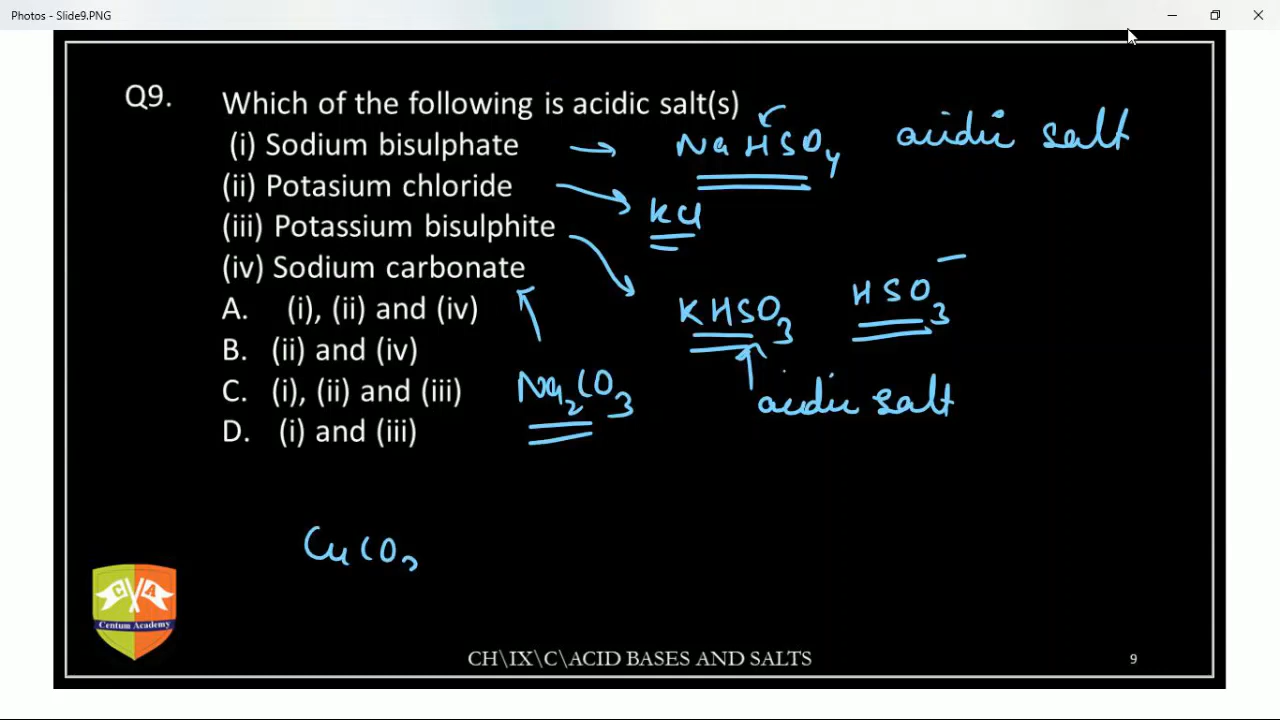 Photos - Slide9.PNG
Q9. Which of the following is acidic salt(s)
(i) Sodium bisulphate → NaHSO4 acidic salt
(ii) Potasium chloride → KCl
(iii) Potassium bisulphite
(iv) Sodium carbonate
KHSO3 HSO3⁻
A. (i), (ii) and (iv)
B. (ii) and (iv)
C. (i), (ii) and (iii) Na2CO3 acidic salt
D. (i) and (iii)
CuCO3
C A
Centum Academy
CH\IX\C\ACID BASES AND SALTS 9